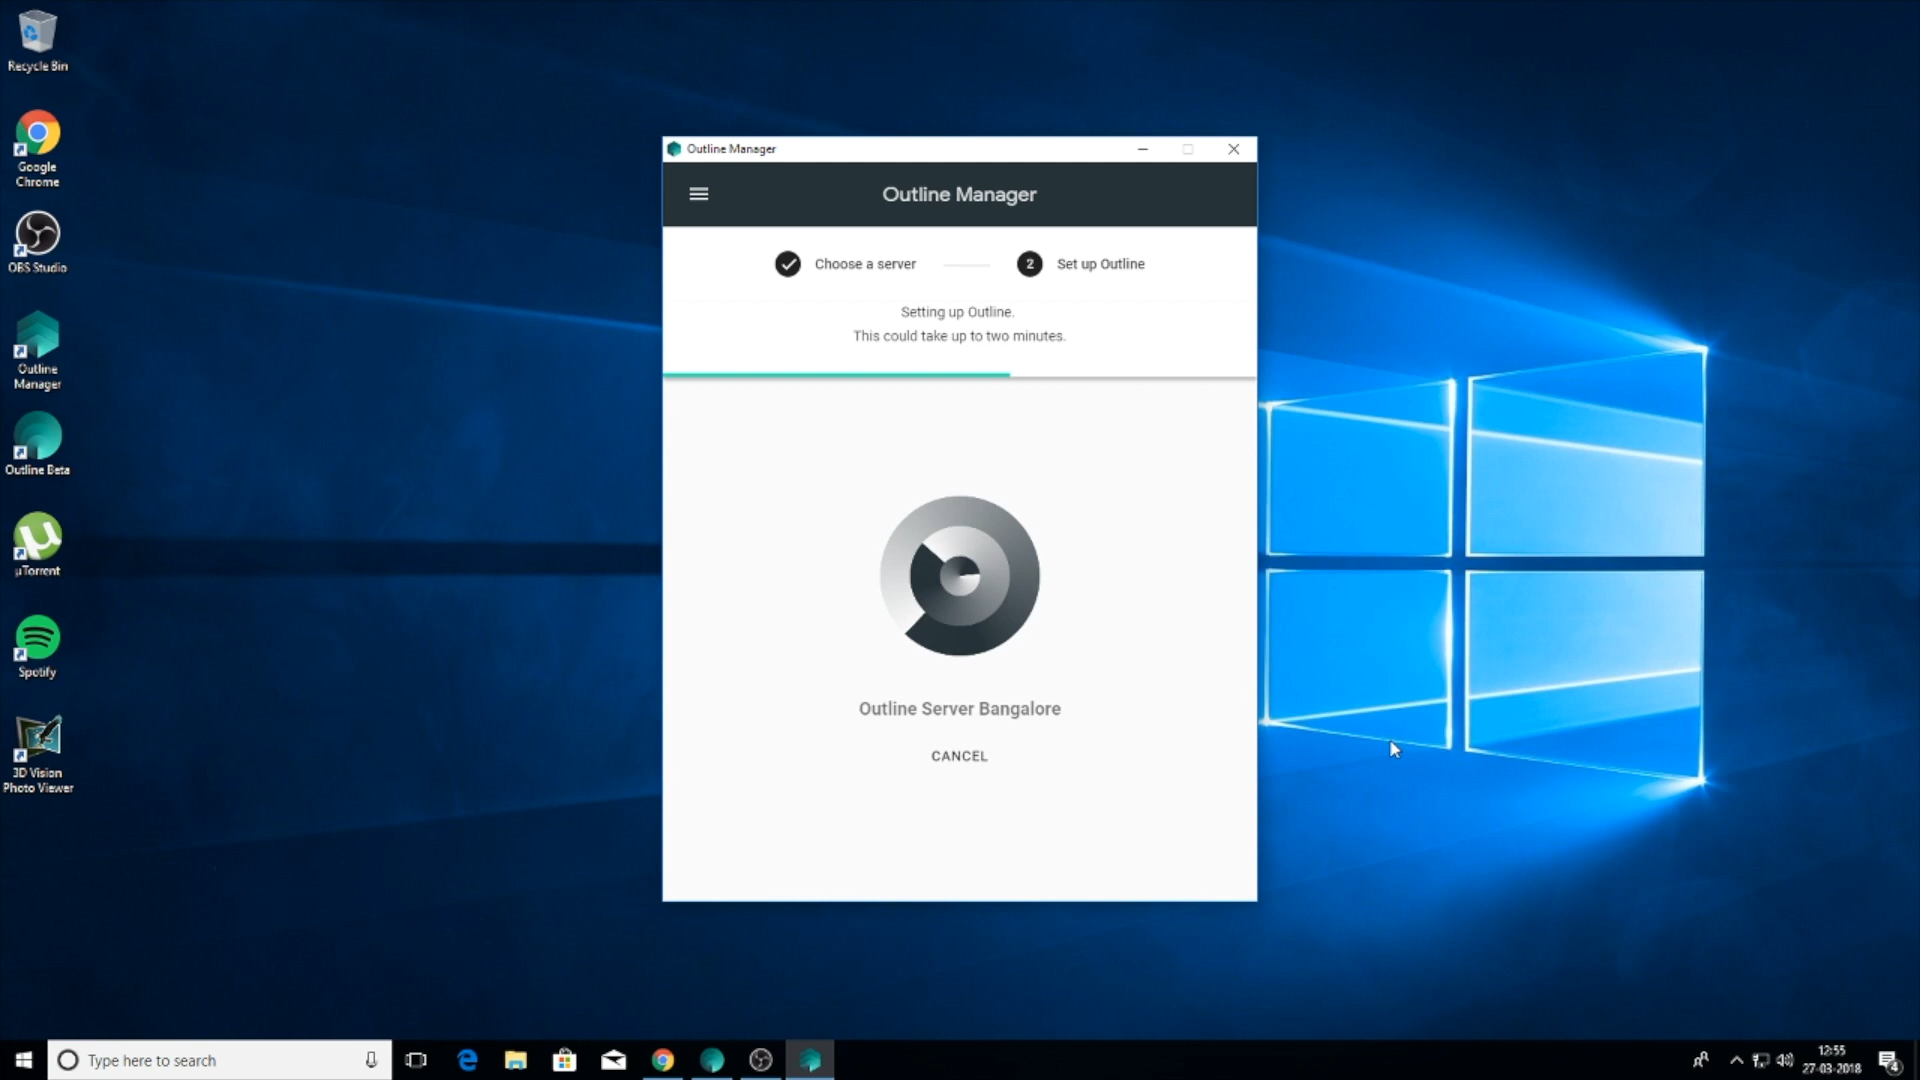 Recycle Bin
Google
Chrome
OBS Studio
Outline
Manager
Outline Beta
µTorrent
Spotify
3D Vision
Photo Viewer
Outline Manager
Outline Manager
Choose a server
2
Set up Outline
Setting up Outline.
This could take up to two minutes.
Outline Server Bangalore
CANCEL
Type here to search
12:55
27-03-2018
4